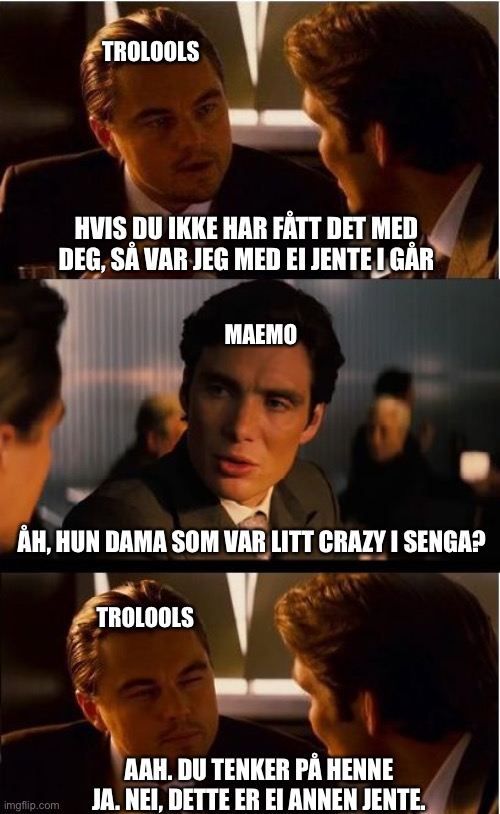 TROLOOLS
HVIS DU IKKE HAR FÅTT DET MED
DEG, SÅ VAR JEG MED EI JENTE I GÅR
MAEMO
ÅH, HUN DAMA SOM VAR LITT CRAZY I SENGA?
TROLOOLS
AAH. DU TENKER PÅ HENNE
JA. NEI, DETTE ER EI ANNEN JENTE.
imgflip.com